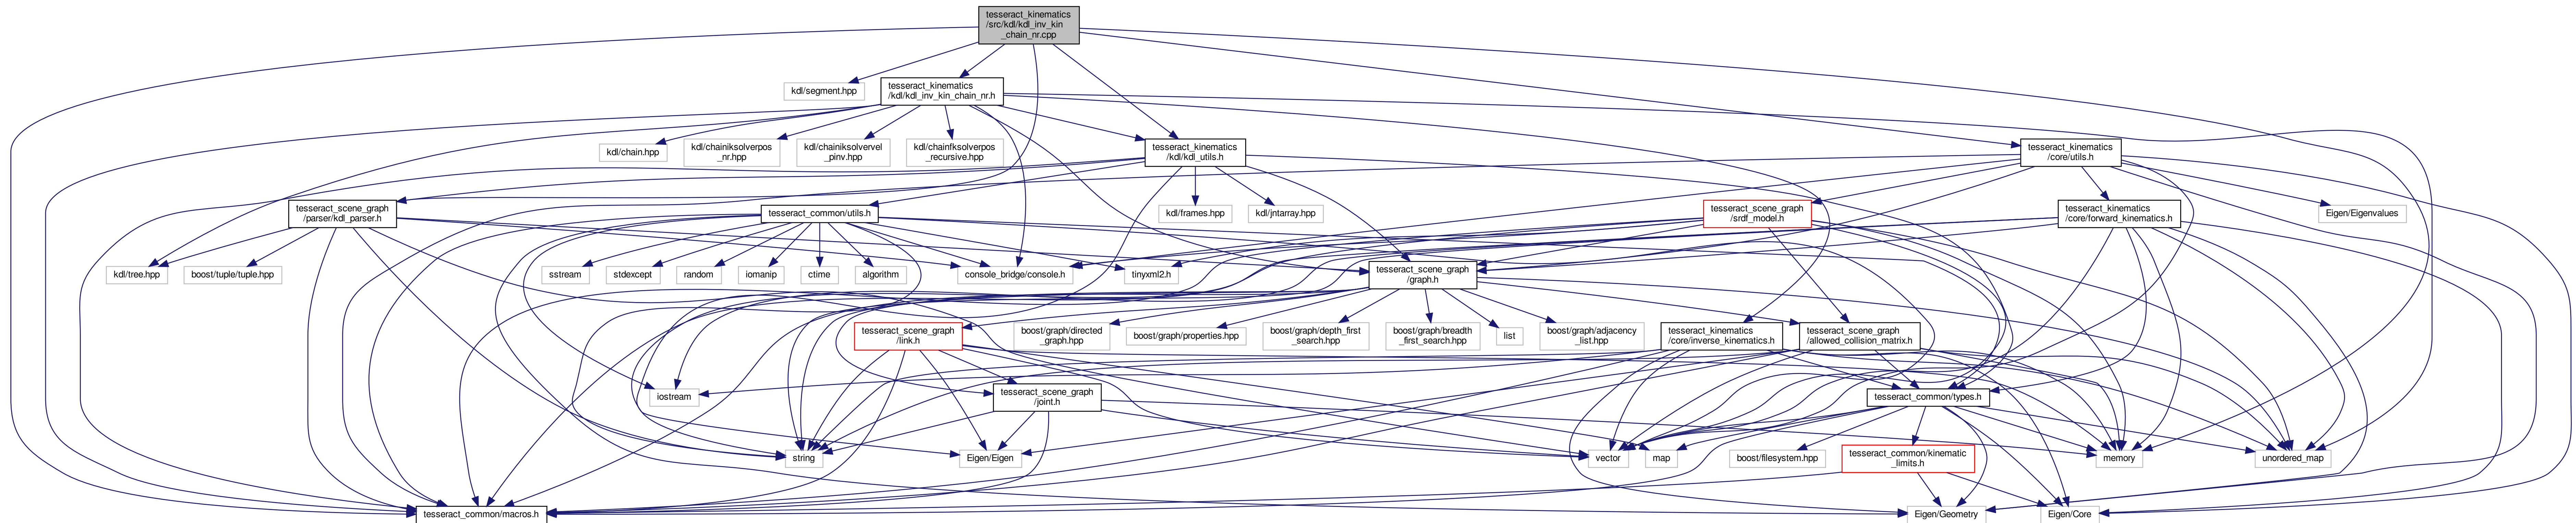 tesseract_kinematics
/src/kdl/kdl_inv_kin
_chain_nr.cpp
kdl/segment.hpp
tesseract_kinematics
/kdl/kdl_inv_kin_chain_nr.h
kdl/chain.hpp
kdl/chainiksolverpos
_nr.hpp
kdl/chainiksolvervel
_pinv.hpp
kdl/chainfksolverpos
_recursive.hpp
tesseract_kinematics
/kdl/kdl_utils.h
tesseract_kinematics
/core/utils.h
tesseract_scene_graph
/parser/kdl_parser.h
tesseract_common/utils.h
kdl/frames.hpp
kdl/jntarray.hpp
tesseract_scene_graph
/srdf_model.h
tesseract_kinematics
/core/forward_kinematics.h
Eigen/Eigenvalues
kdl/tree.hpp
boost/tuple/tuple.hpp
sstream
stdexcept
random
iomanip
ctime
algorithm
console_bridge/console.h
tinyxml2.h
tesseract_scene_graph
/graph.h
tesseract_scene_graph
/link.h
boost/graph/directed
_graph.hpp
boost/graph/properties.hpp
boost/graph/depth_first
_search.hpp
boost/graph/breadth
_first_search.hpp
list
boost/graph/adjacency
_list.hpp
tesseract_kinematics
/core/inverse_kinematics.h
tesseract_scene_graph
/allowed_collision_matrix.h
iostream
tesseract_scene_graph
/joint.h
tesseract_common/types.h
string
Eigen/Eigen
vector
map
boost/filesystem.hpp
tesseract_common/kinematic
_limits.h
memory
unordered_map
tesseract_common/macros.h
Eigen/Geometry
Eigen/Core